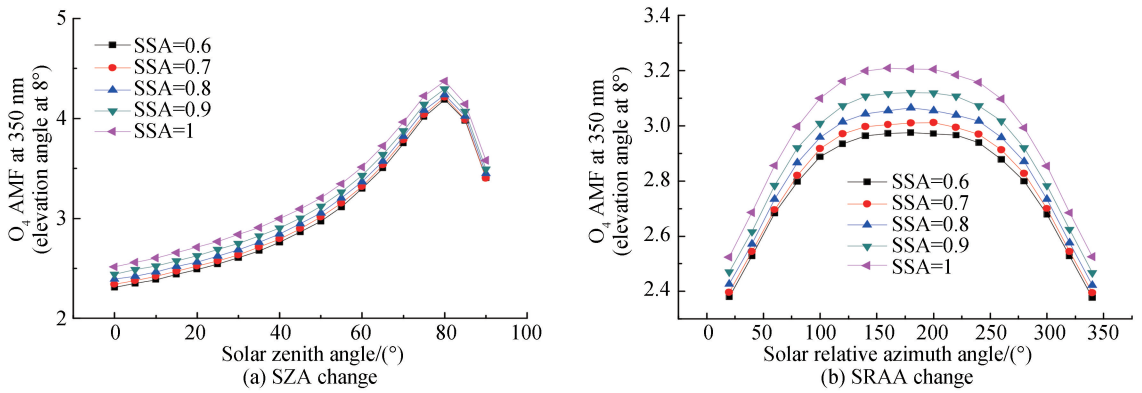 O₄ AMF at 350 nm
(elevation angle at 8°)
5
4
3
2
SSA=0.6
SSA=0.7
SSA=0.8
SSA=0.9
SSA=1
0
20
40
60
80
100
Solar zenith angle/(°)
(a) SZA change
O₄ AMF at 350 nm
(elevation angle at 8°)
3.4
3.2
3.0
2.8
2.6
2.4
SSA=0.6
SSA=0.7
SSA=0.8
SSA=0.9
SSA=1
0
50
100
150
200
250
300
350
Solar relative azimuth angle/(°)
(b) SRAA change